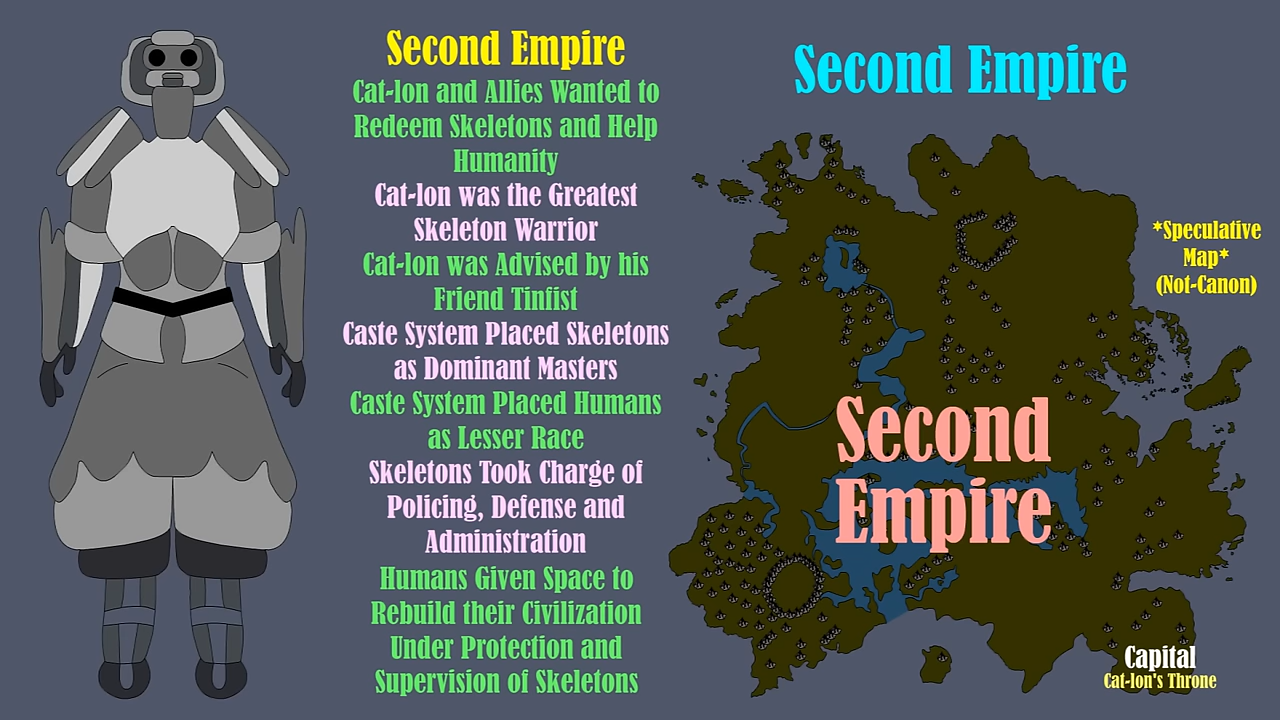 Second Empire
Cat-lon and Allies Wanted to
Redeem Skeletons and Help
Humanity
Cat-lon was the Greatest
Skeleton Warrior
Cat-lon was Advised by his
Friend Tinfist
Caste System Placed Skeletons
as Dominant Masters
Caste System Placed Humans
as Lesser Race
Skeletons Took Charge of
Policing, Defense and
Administration
Humans Given Space to
Rebuild their Civilization
Under Protection and
Supervision of Skeletons
Second Empire
*Speculative
Map*
(Not-Canon)
Second
Empire
Capital
Cat-lon's Throne